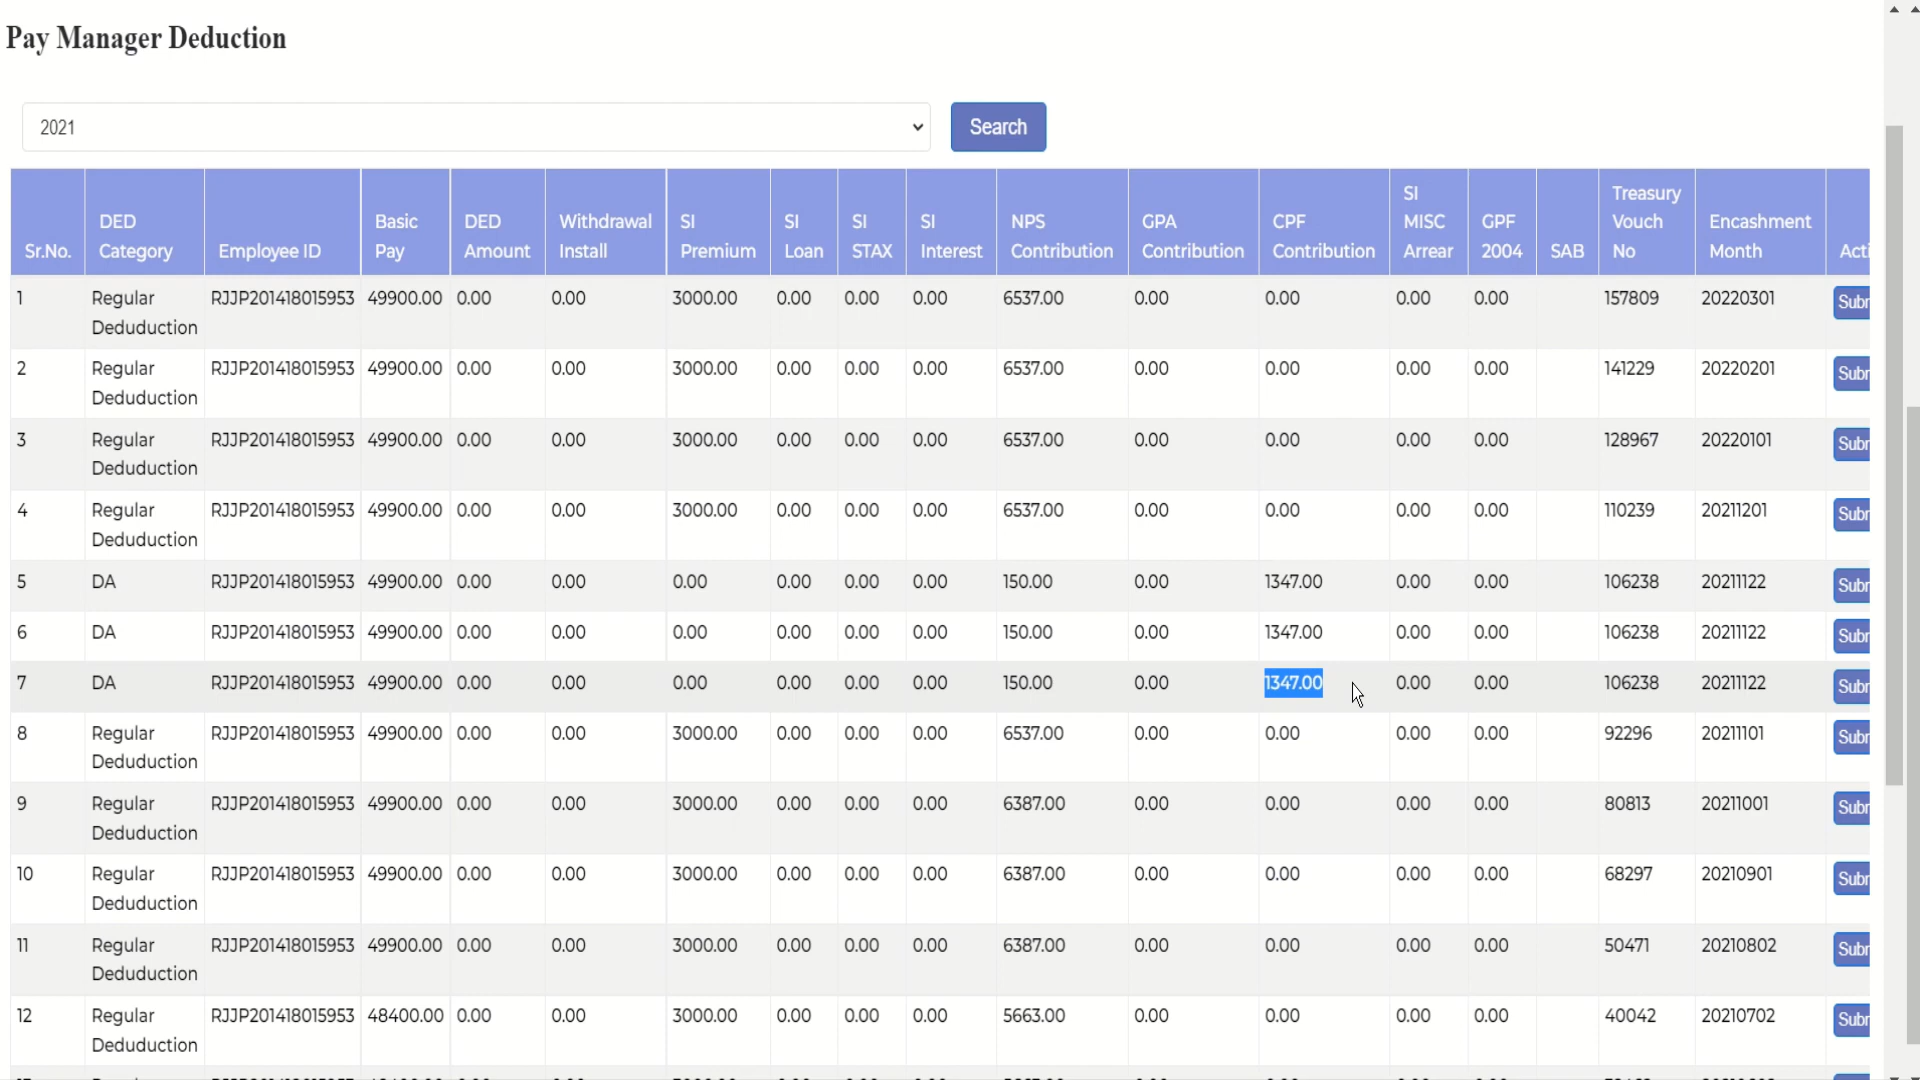 Pay Manager Deduction
2021
Search
Sr.No. DED Category Employee ID Basic Pay DED Amount Withdrawal Install SI Premium SI Loan SI STAX SI Interest NPS Contribution GPA Contribution CPF Contribution SI MISC Arrear GPF 2004 SAB Treasury Vouch No Encashment Month Acti
1 Regular Deduduction RJJP201418015953 49900.00 0.00 0.00 3000.00 0.00 0.00 0.00 6537.00 0.00 0.00 0.00 0.00 157809 20220301 Subr
2 Regular Deduduction RJJP201418015953 49900.00 0.00 0.00 3000.00 0.00 0.00 0.00 6537.00 0.00 0.00 0.00 0.00 141229 20220201 Subr
3 Regular Deduduction RJJP201418015953 49900.00 0.00 0.00 3000.00 0.00 0.00 0.00 6537.00 0.00 0.00 0.00 0.00 128967 20220101 Subr
4 Regular Deduduction RJJP201418015953 49900.00 0.00 0.00 3000.00 0.00 0.00 0.00 6537.00 0.00 0.00 0.00 0.00 110239 20211201 Subr
5 DA RJJP201418015953 49900.00 0.00 0.00 0.00 0.00 0.00 0.00 150.00 0.00 1347.00 0.00 0.00 106238 20211122 Subr
6 DA RJJP201418015953 49900.00 0.00 0.00 0.00 0.00 0.00 0.00 150.00 0.00 1347.00 0.00 0.00 106238 20211122 Subr
7 DA RJJP201418015953 49900.00 0.00 0.00 0.00 0.00 0.00 0.00 150.00 0.00 1347.00 0.00 0.00 106238 20211122 Subr
8 Regular Deduduction RJJP201418015953 49900.00 0.00 0.00 3000.00 0.00 0.00 0.00 6537.00 0.00 0.00 0.00 0.00 92296 20211101 Subr
9 Regular Deduduction RJJP201418015953 49900.00 0.00 0.00 3000.00 0.00 0.00 0.00 6387.00 0.00 0.00 0.00 0.00 80813 20211001 Subr
10 Regular Deduduction RJJP201418015953 49900.00 0.00 0.00 3000.00 0.00 0.00 0.00 6387.00 0.00 0.00 0.00 0.00 68297 20210901 Subr
11 Regular Deduduction RJJP201418015953 49900.00 0.00 0.00 3000.00 0.00 0.00 0.00 6387.00 0.00 0.00 0.00 0.00 50471 20210802 Subr
12 Regular Deduduction RJJP201418015953 48400.00 0.00 0.00 3000.00 0.00 0.00 0.00 5663.00 0.00 0.00 0.00 0.00 40042 20210702 Subr